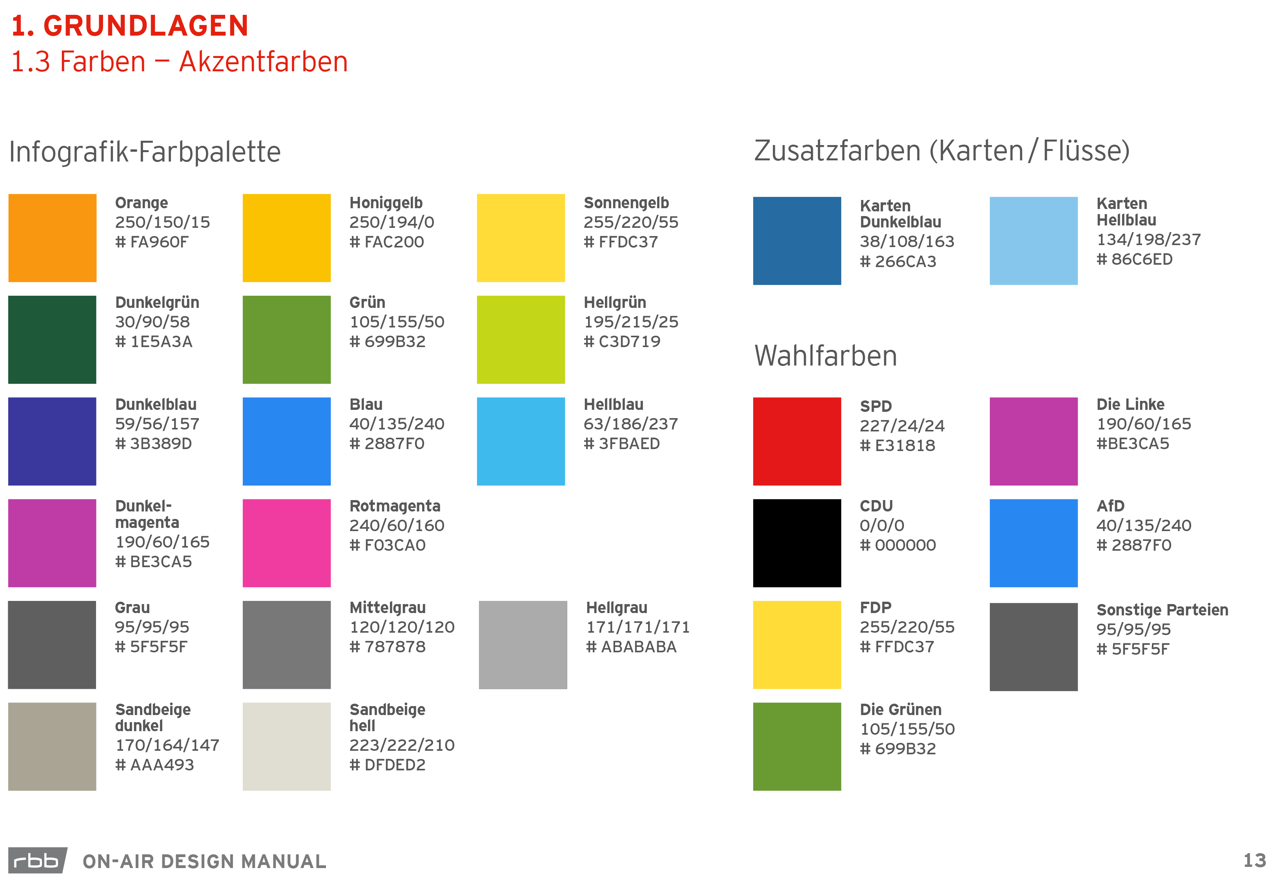 1. GRUNDLAGEN
1.3 Farben – Akzentfarben
Infografik-Farbpalette
Orange
250/150/15
# FA960F
Honiggelb
250/194/0
# FAC200
Sonnengelb
255/220/55
# FFDC37
Dunkelgrün
30/90/58
# 1E5A3A
Grün
105/155/50
# 699B32
Hellgrün
195/215/25
# C3D719
Dunkelblau
59/56/157
# 3B389D
Blau
40/135/240
# 2887F0
Hellblau
63/186/237
# 3FBAED
Dunkel-
magenta
190/60/165
# BE3CA5
Rotmagenta
240/60/160
# F03CA0
Grau
95/95/95
# 5F5F5F
Mittelgrau
120/120/120
# 787878
Hellgrau
171/171/171
# ABABABA
Sandbeige
dunkel
170/164/147
# AAA493
Sandbeige
hell
223/222/210
# DFDED2
Zusatzfarben (Karten/Flüsse)
Karten
Dunkelblau
38/108/163
# 266CA3
Karten
Hellblau
134/198/237
# 86C6ED
Wahlfarben
SPD
227/24/24
# E31818
Die Linke
190/60/165
#BE3CA5
CDU
0/0/0
# 000000
AfD
40/135/240
# 2887F0
FDP
255/220/55
# FFDC37
Sonstige Parteien
95/95/95
# 5F5F5F
Die Grünen
105/155/50
# 699B32
rbb ON-AIR DESIGN MANUAL
13